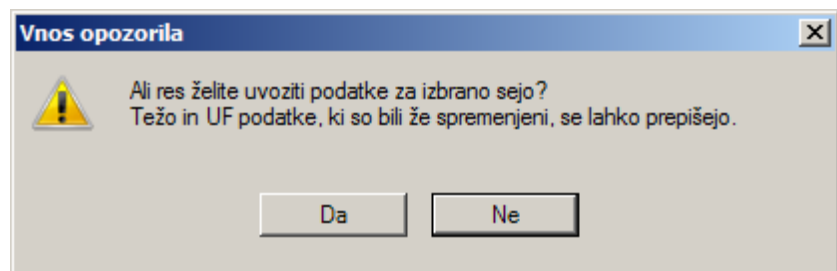 Vnos opozorila
Ali res želite uvoziti podatke za izbrano sejo?
Težo in UF podatke, ki so bili že spremenjeni, se lahko prepišejo.
Da
Ne